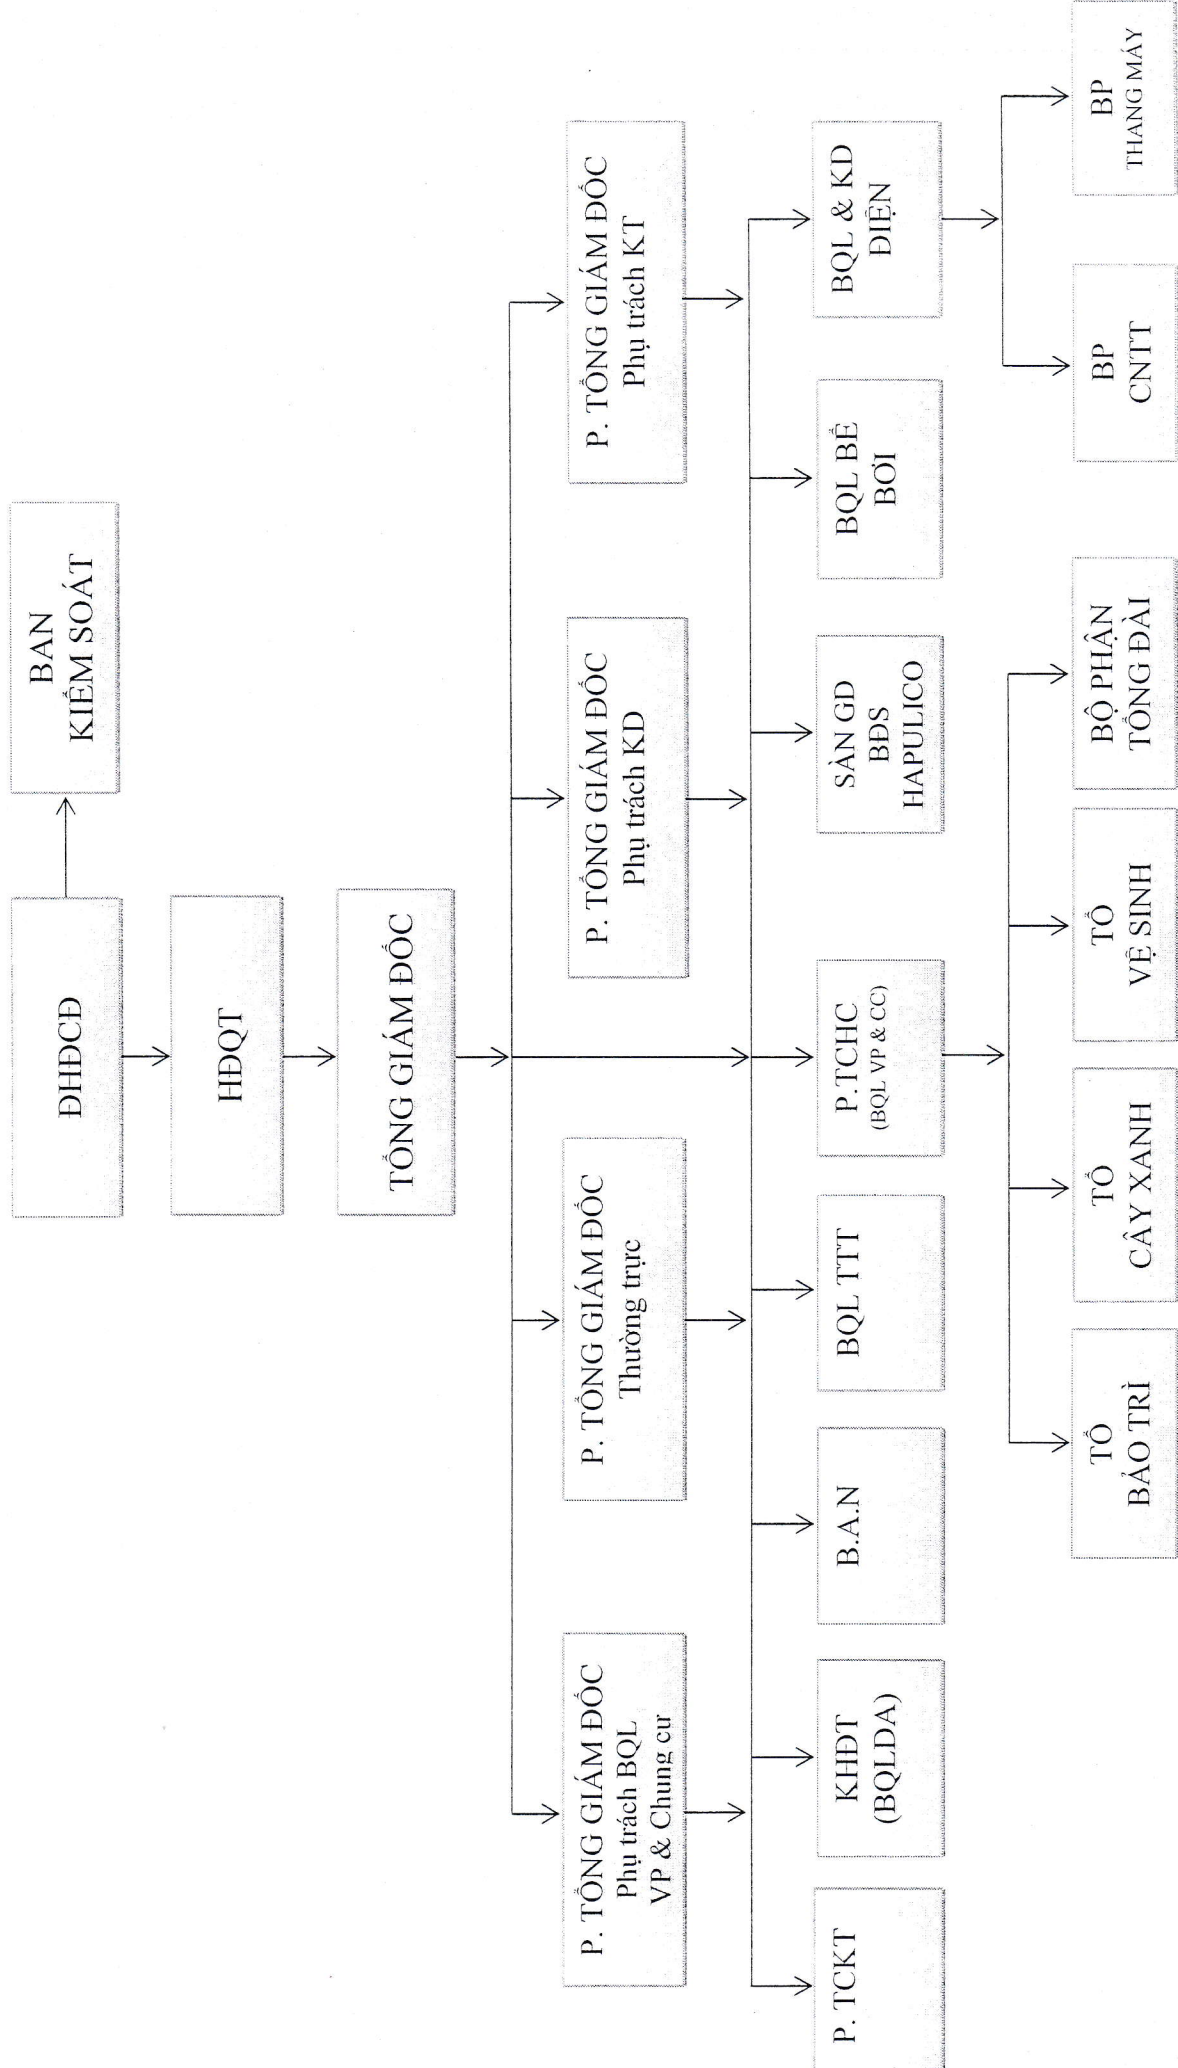 BAN
KIỂM SOÁT
ĐHĐCĐ
HĐQT
TỔNG GIÁM ĐỐC
P. TỔNG GIÁM ĐỐC
Phụ trách BQL
VP & Chung cư
P. TỔNG GIÁM ĐỐC
Thường trực
P. TỔNG GIÁM ĐỐC
Phụ trách KD
P. TỔNG GIÁM ĐỐC
Phụ trách KT
P. TCKT
KHĐT
(BQLDA)
B.A.N
BQL TTT
P.TCHC
(BQL VP & CC)
SÀN GD
BĐS
HAPULICO
BQL BỂ
BƠI
BQL & KD
ĐIỆN
TỔ
BẢO TRÌ
TỔ
CÂY XANH
TỔ
VỆ SINH
BỘ PHẬN
TỔNG ĐÀI
BP
CNTT
BP
THANG MÁY